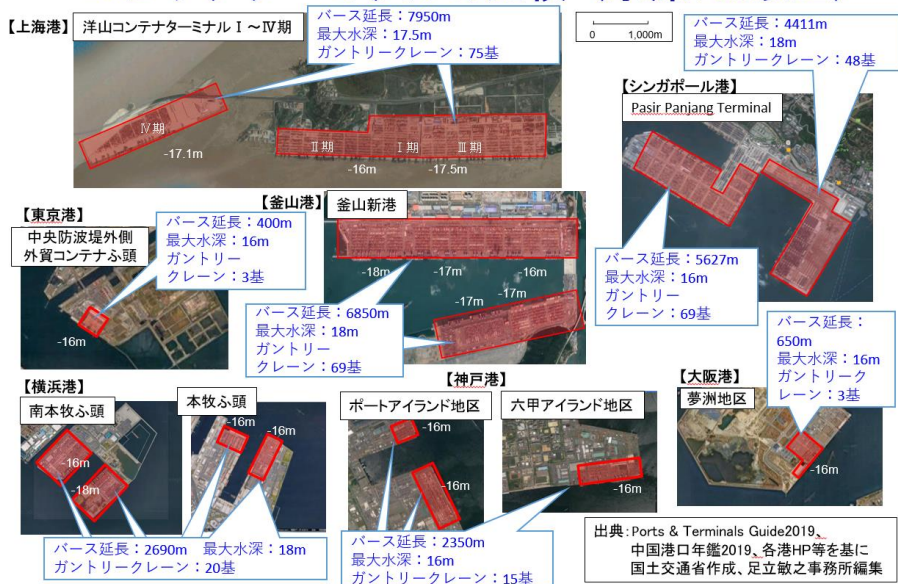 【上海港】
洋山コンテナターミナルⅠ～Ⅳ期
バース延長：7950m
最大水深：17.5m
ガントリークレーン：75基
0 1,000m
バース延長：4411m
最大水深：18m
ガントリークレーン：48基
【シンガポール港】
Pasir Panjang Terminal
Ⅳ期
-17.1m
Ⅱ期
Ⅰ期
Ⅲ期
-16m
-17.5m
バース延長：5627m
最大水深：16m
ガントリー
クレーン：69基
【東京港】
中央防波堤外側
外貿コンテナふ頭
バース延長：400m
最大水深：16m
ガントリー
クレーン：3基
-16m
【釜山港】
釜山新港
-18m
-17m
-16m
-17m
-17m
バース延長：6850m
最大水深：18m
ガントリー
クレーン：69基
【横浜港】
南本牧ふ頭
本牧ふ頭
-16m
-18m
-16m
-16m
バース延長：2690m 最大水深：18m
ガントリークレーン：20基
【神戸港】
ポートアイランド地区
六甲アイランド地区
-16m
-16m
-16m
バース延長：2350m
最大水深：16m
ガントリークレーン：15基
【大阪港】
夢洲地区
バース延長：
650m
最大水深：16m
ガントリーク
レーン：3基
-16m
出典：Ports & Terminals Guide2019、
中国港口年鑑2019、各港HP等を基に
国土交通省作成、足立敏之事務所編集